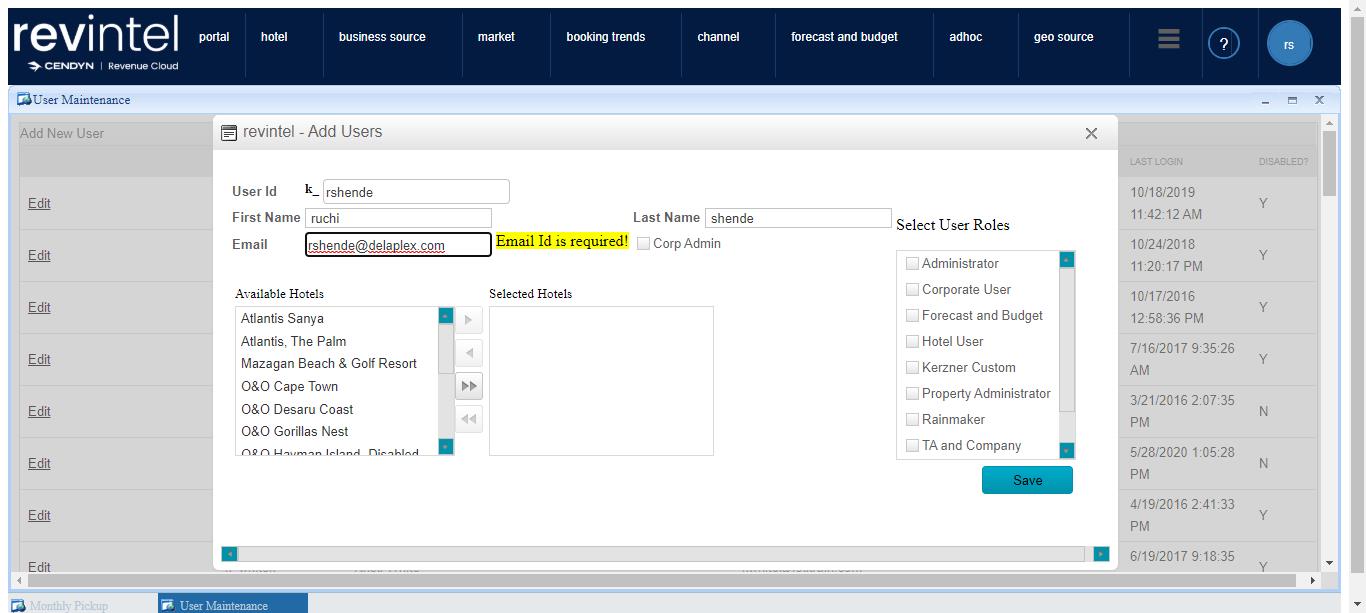 revintel
CENDYN | Revenue Cloud
portal hotel business source market booking trends channel forecast and budget adhoc geo source ? rs
User Maintenance
Add New User
revintel - Add Users
LAST LOGIN DISABLED?
User Id k_ rshende
First Name ruchi Last Name shende
Email rshende@delaplex.com Email Id is required! Corp Admin
Select User Roles
Administrator
Corporate User
Forecast and Budget
Hotel User
Kerzner Custom
Property Administrator
Rainmaker
TA and Company
Save
Available Hotels Selected Hotels
Atlantis Sanya
Atlantis, The Palm
Mazagan Beach & Golf Resort
O&O Cape Town
O&O Desaru Coast
O&O Gorillas Nest
O&O Hayman Island_Disabled
Edit 10/18/2019 11:42:12 AM Y
Edit 10/24/2018 11:20:17 PM Y
Edit 10/17/2016 12:58:36 PM Y
Edit 7/16/2017 9:35:26 AM Y
Edit 3/21/2016 2:07:35 PM N
Edit 5/28/2020 1:05:28 PM N
Edit 4/19/2016 2:41:33 PM Y
Edit 6/19/2017 9:18:35 Y
Monthly Pickup User Maintenance